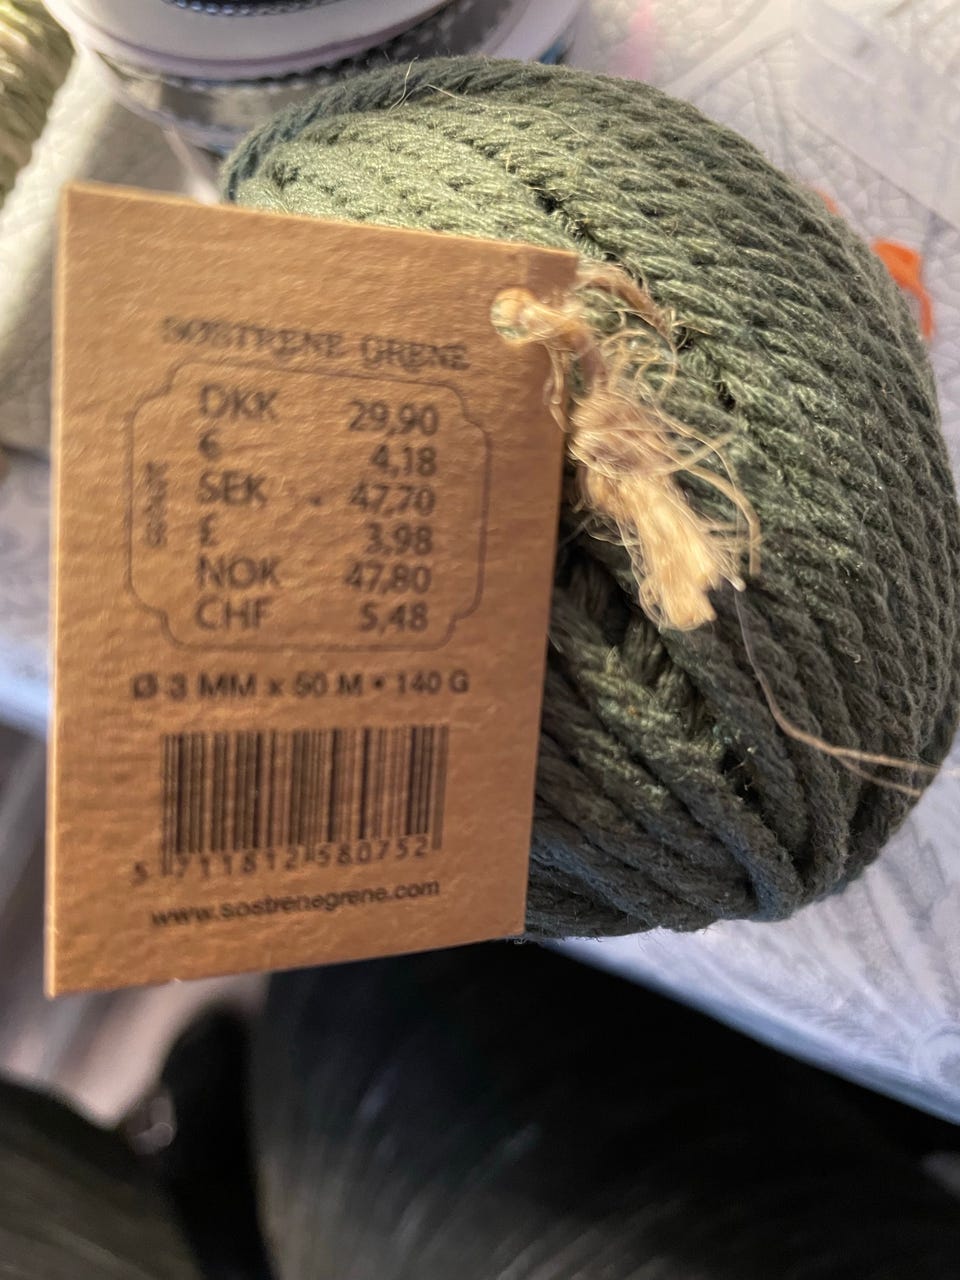 SØSTRENE GRENE
DKK 29,90
€ 4,18
SEK 47,70
£ 3,98
NOK 47,80
CHF 5,48
Ø 3 MM x 50 M • 140 G
5 711612 580752
www.sostrenegrene.com